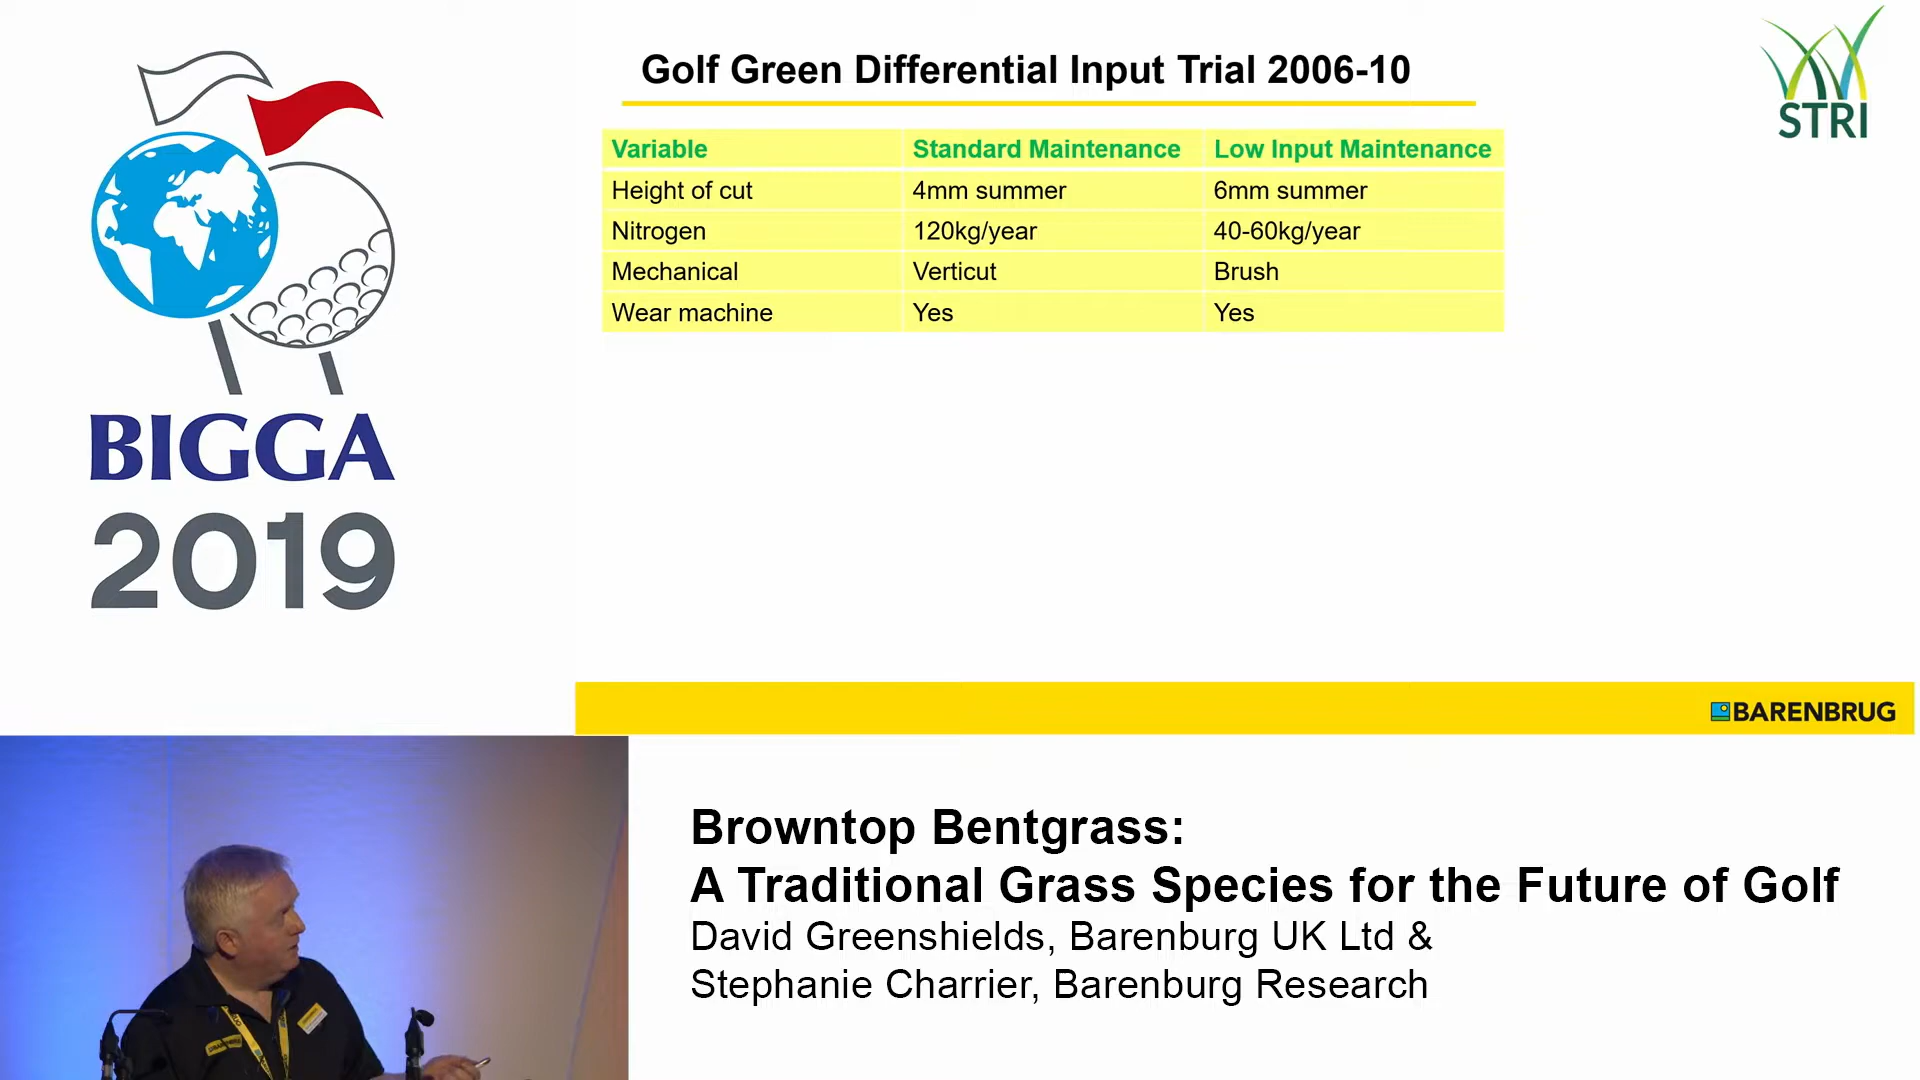 BIGGA
2019
Golf Green Differential Input Trial 2006-10
STRI
Variable Standard Maintenance Low Input Maintenance
Height of cut 4mm summer 6mm summer
Nitrogen 120kg/year 40-60kg/year
Mechanical Verticut Brush
Wear machine Yes Yes
BARENBRUG
Browntop Bentgrass:
A Traditional Grass Species for the Future of Golf
David Greenshields, Barenburg UK Ltd &
Stephanie Charrier, Barenburg Research